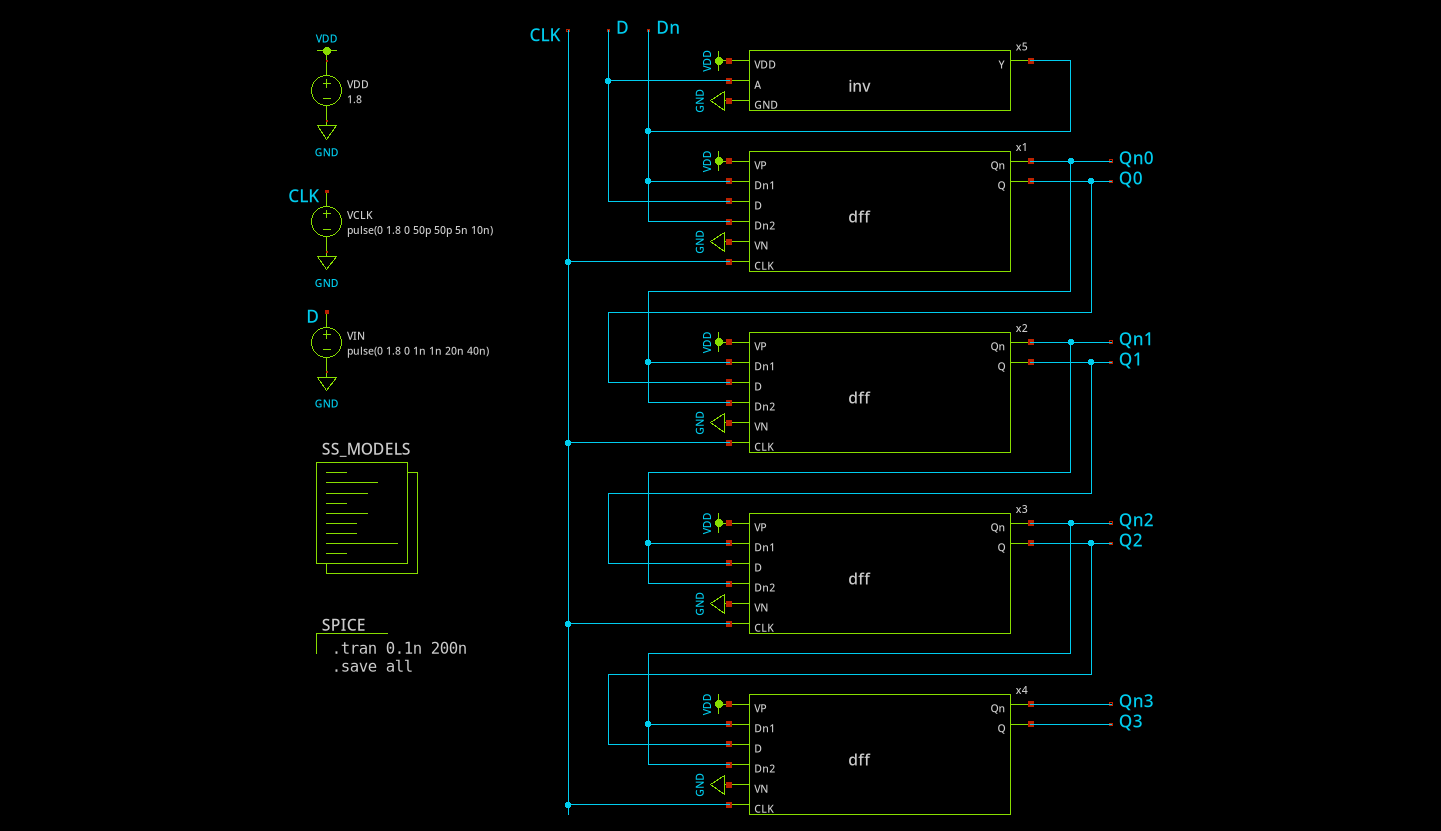 VDD
VDD
1.8
GND
CLK
VCLK
pulse(0 1.8 0 50p 50p 5n 10n)
GND
D
VIN
pulse(0 1.8 0 1n 1n 20n 40n)
GND
SS_MODELS
SPICE
.tran 0.1n 200n
.save all
CLK
D
Dn
x5
VDD
VDD
Y
A
inv
GND
GND
x1
VDD
VP
Qn
Qn0
Dn1
Q
Q0
D
dff
Dn2
GND
VN
CLK
x2
VDD
VP
Qn
Qn1
Dn1
Q
Q1
D
dff
Dn2
GND
VN
CLK
x3
VDD
VP
Qn
Qn2
Dn1
Q
Q2
D
dff
Dn2
GND
VN
CLK
x4
VDD
VP
Qn
Qn3
Dn1
Q
Q3
D
dff
Dn2
GND
VN
CLK